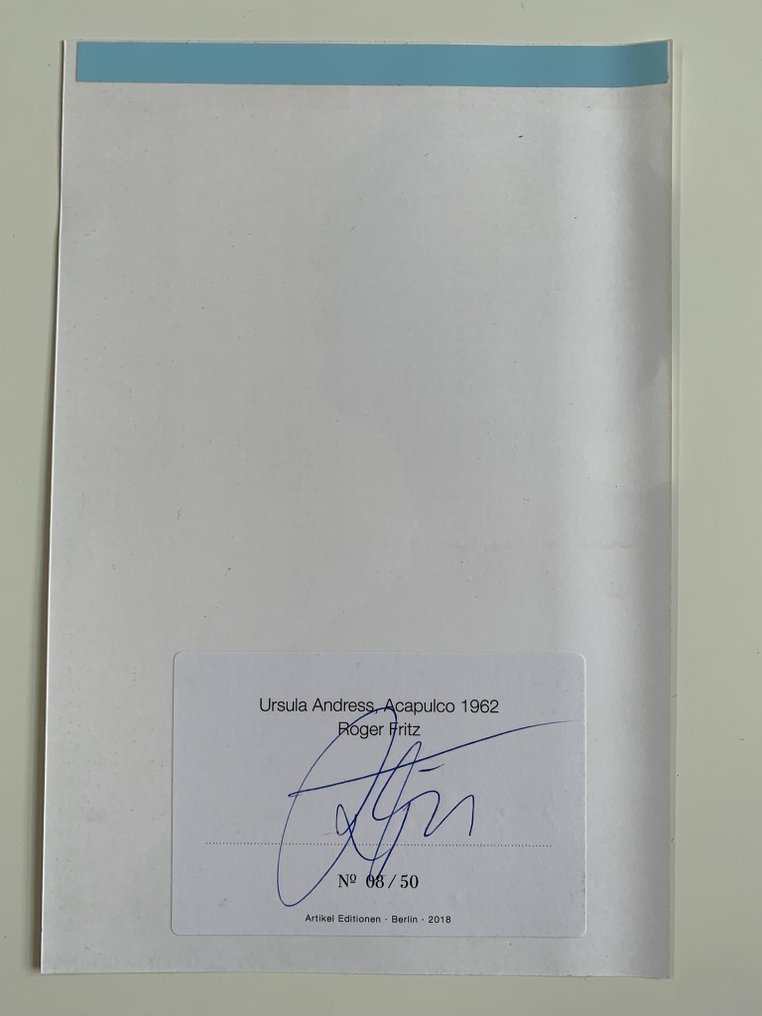 Ursula Andress, Acapulco 1962
Roger Fritz
Nº 08/50
Artikel Editionen · Berlin · 2018